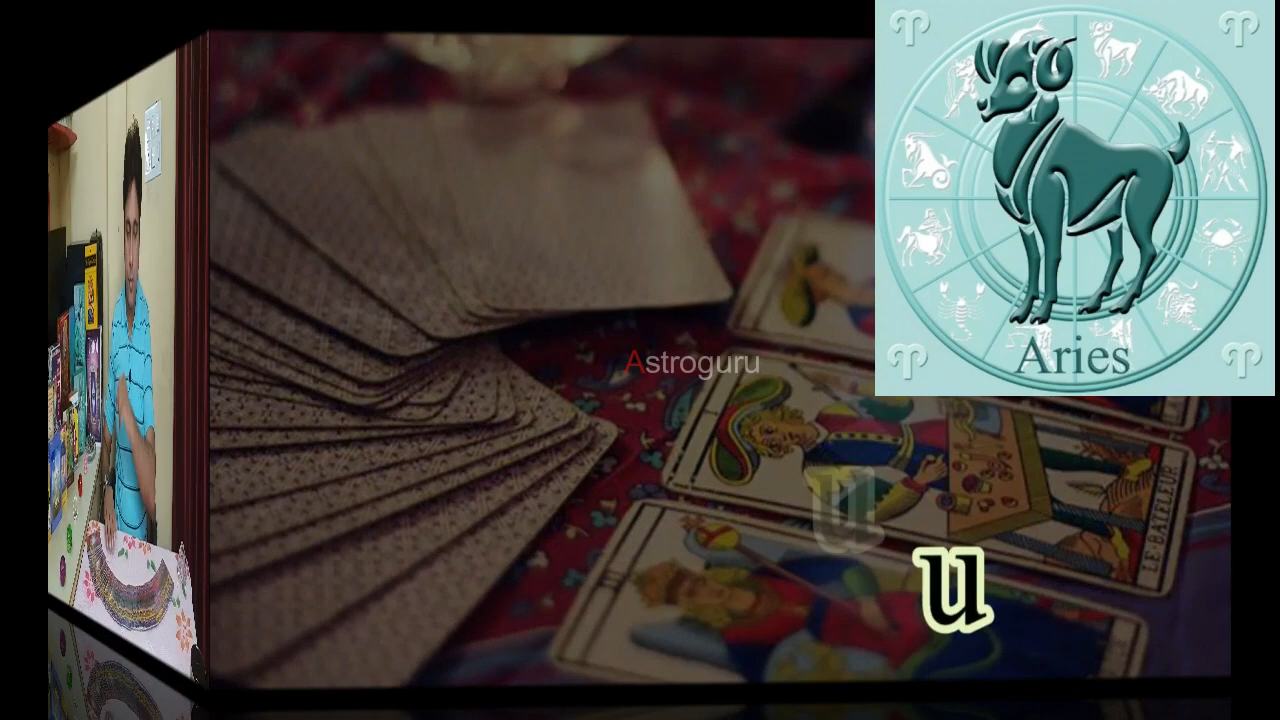 Aries
Astroguru
I
LE BATELEUR
u
u